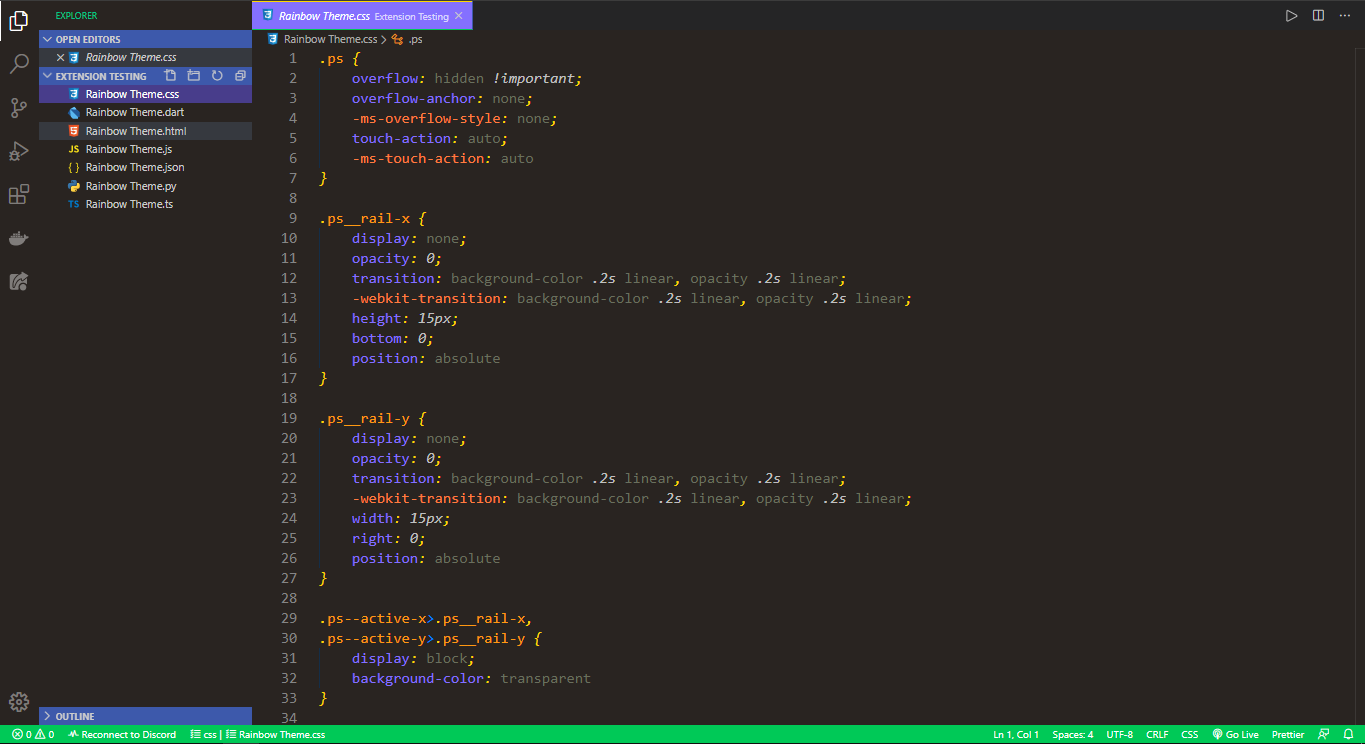 EXPLORER
OPEN EDITORS
Rainbow Theme.css
EXTENSION TESTING
Rainbow Theme.css
Rainbow Theme.dart
Rainbow Theme.html
JS Rainbow Theme.js
{ } Rainbow Theme.json
Rainbow Theme.py
TS Rainbow Theme.ts
OUTLINE
Rainbow Theme.css Extension Testing
Rainbow Theme.css > .ps
1 .ps {
2 overflow: hidden !important;
3 overflow-anchor: none;
4 -ms-overflow-style: none;
5 touch-action: auto;
6 -ms-touch-action: auto
7 }
8
9 .ps__rail-x {
10 display: none;
11 opacity: 0;
12 transition: background-color .2s linear, opacity .2s linear;
13 -webkit-transition: background-color .2s linear, opacity .2s linear;
14 height: 15px;
15 bottom: 0;
16 position: absolute
17 }
18
19 .ps__rail-y {
20 display: none;
21 opacity: 0;
22 transition: background-color .2s linear, opacity .2s linear;
23 -webkit-transition: background-color .2s linear, opacity .2s linear;
24 width: 15px;
25 right: 0;
26 position: absolute
27 }
28
29 .ps--active-x>.ps__rail-x,
30 .ps--active-y>.ps__rail-y {
31 display: block;
32 background-color: transparent
33 }
34
0 0 Reconnect to Discord css | Rainbow Theme.css Ln 1, Col 1 Spaces: 4 UTF-8 CRLF CSS Go Live Prettier